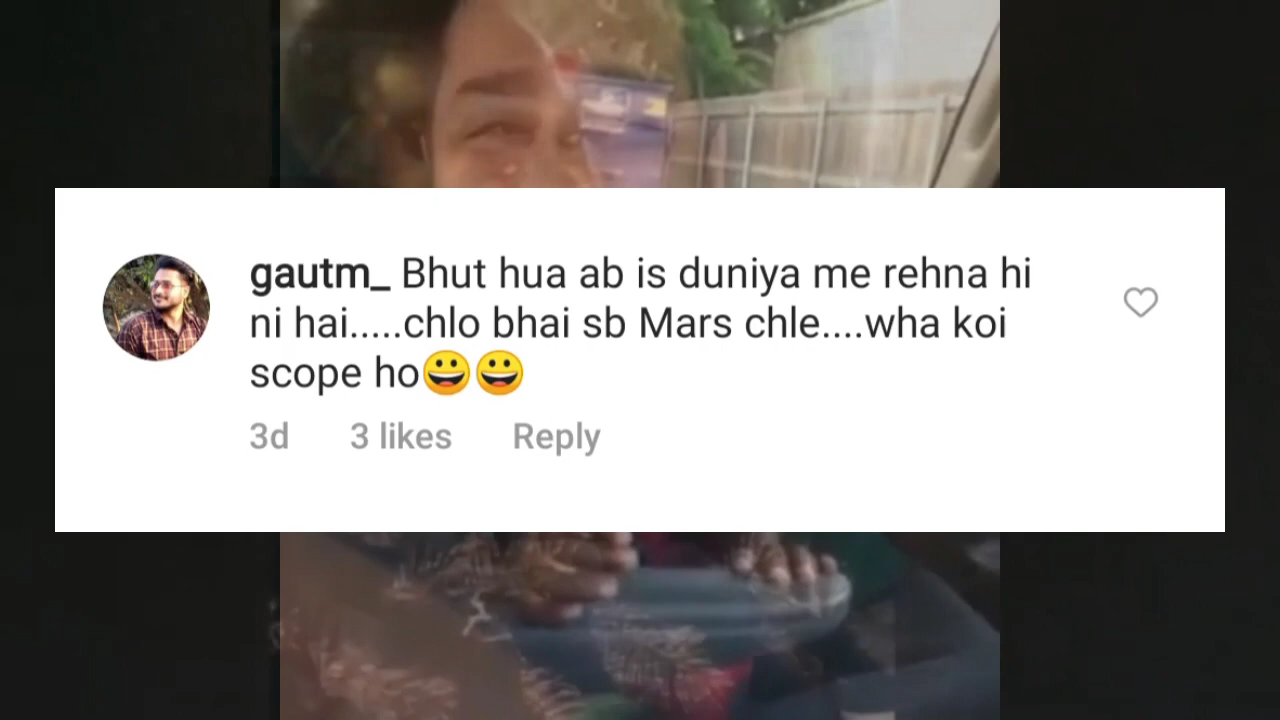 gautm_ Bhut hua ab is duniya me rehna hi
ni hai.....chlo bhai sb Mars chle....wha koi
scope ho😀😀
3d 3 likes Reply